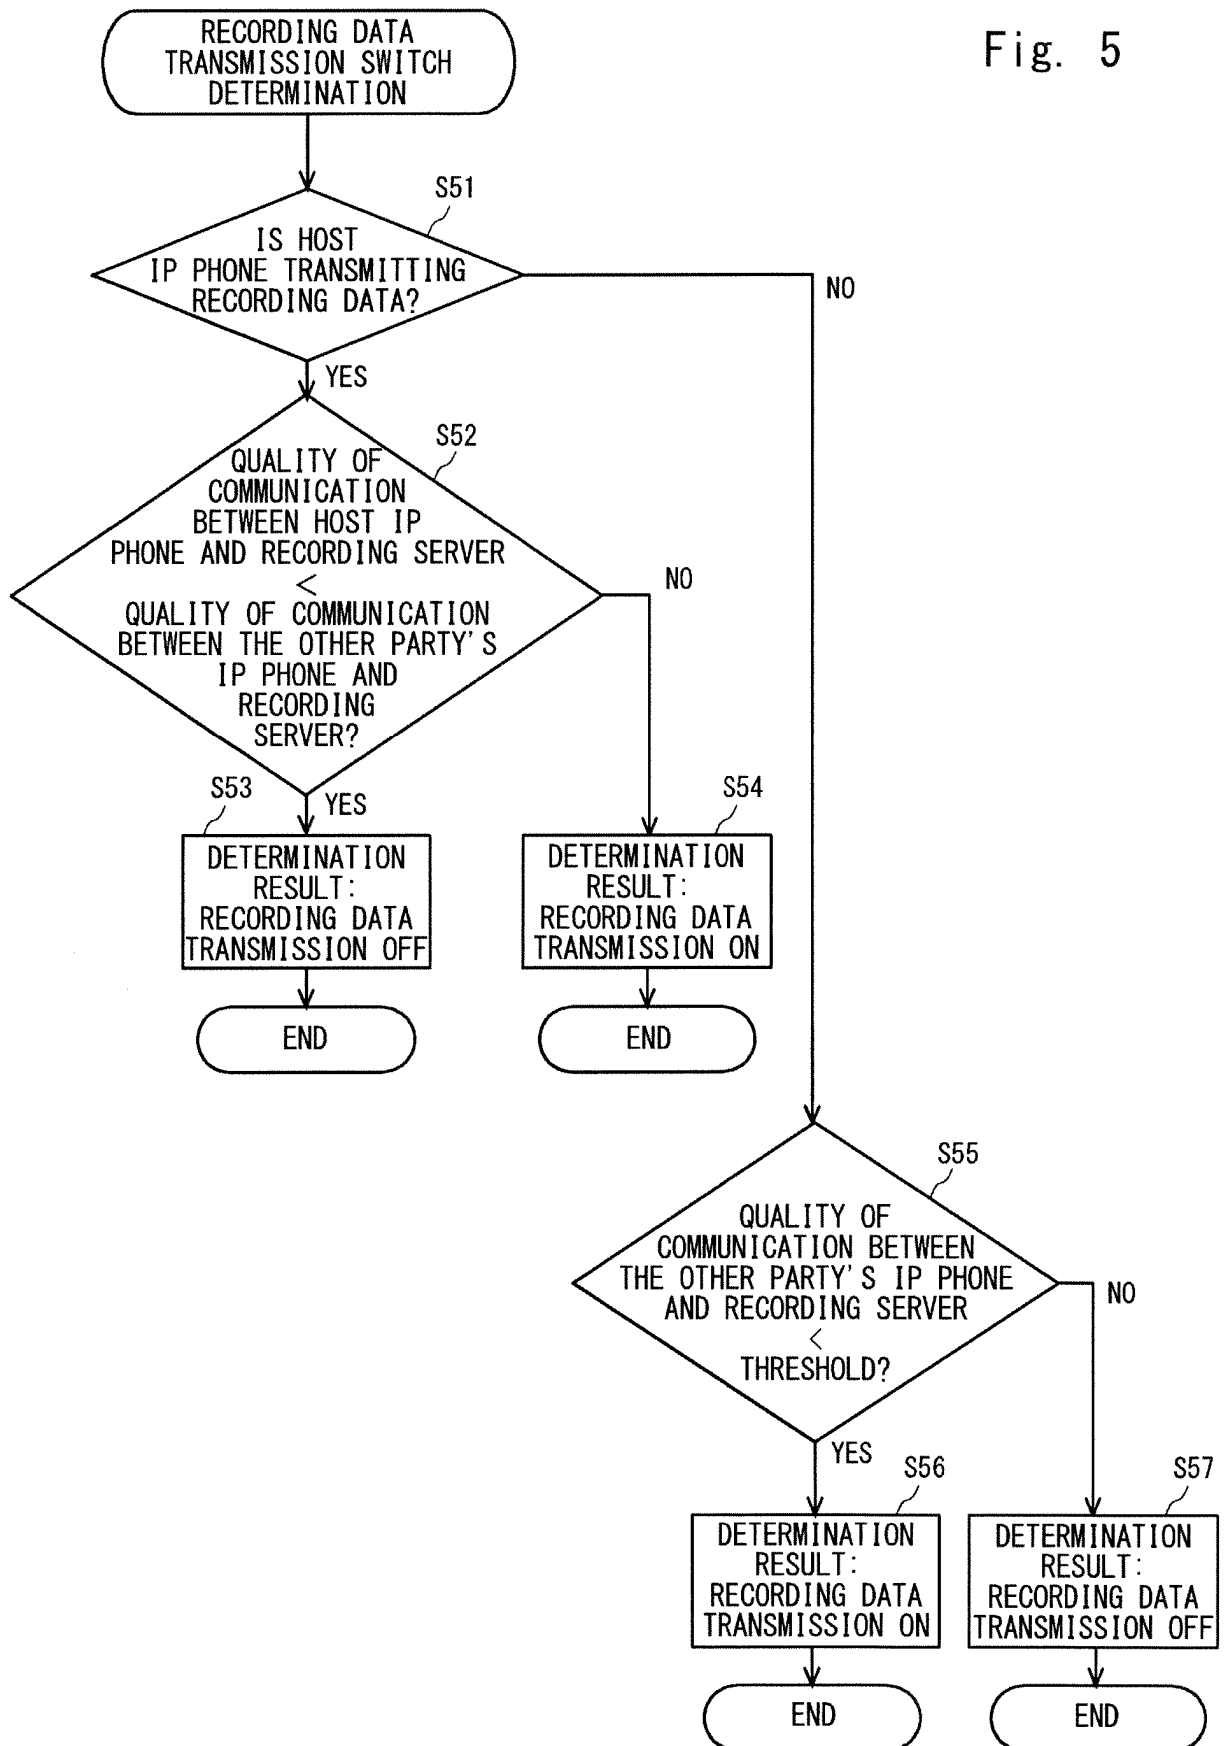 Fig. 5
RECORDING DATA
TRANSMISSION SWITCH
DETERMINATION
S51
IS HOST
IP PHONE TRANSMITTING
RECORDING DATA?
NO
YES
S52
QUALITY OF
COMMUNICATION
BETWEEN HOST IP
PHONE AND RECORDING SERVER
<
QUALITY OF COMMUNICATION
BETWEEN THE OTHER PARTY'S
IP PHONE AND
RECORDING
SERVER?
NO
YES
S53
DETERMINATION
RESULT:
RECORDING DATA
TRANSMISSION OFF
END
S54
DETERMINATION
RESULT:
RECORDING DATA
TRANSMISSION ON
END
S55
QUALITY OF
COMMUNICATION BETWEEN
THE OTHER PARTY'S IP PHONE
AND RECORDING SERVER
<
THRESHOLD?
NO
YES
S56
DETERMINATION
RESULT:
RECORDING DATA
TRANSMISSION ON
END
S57
DETERMINATION
RESULT:
RECORDING DATA
TRANSMISSION OFF
END